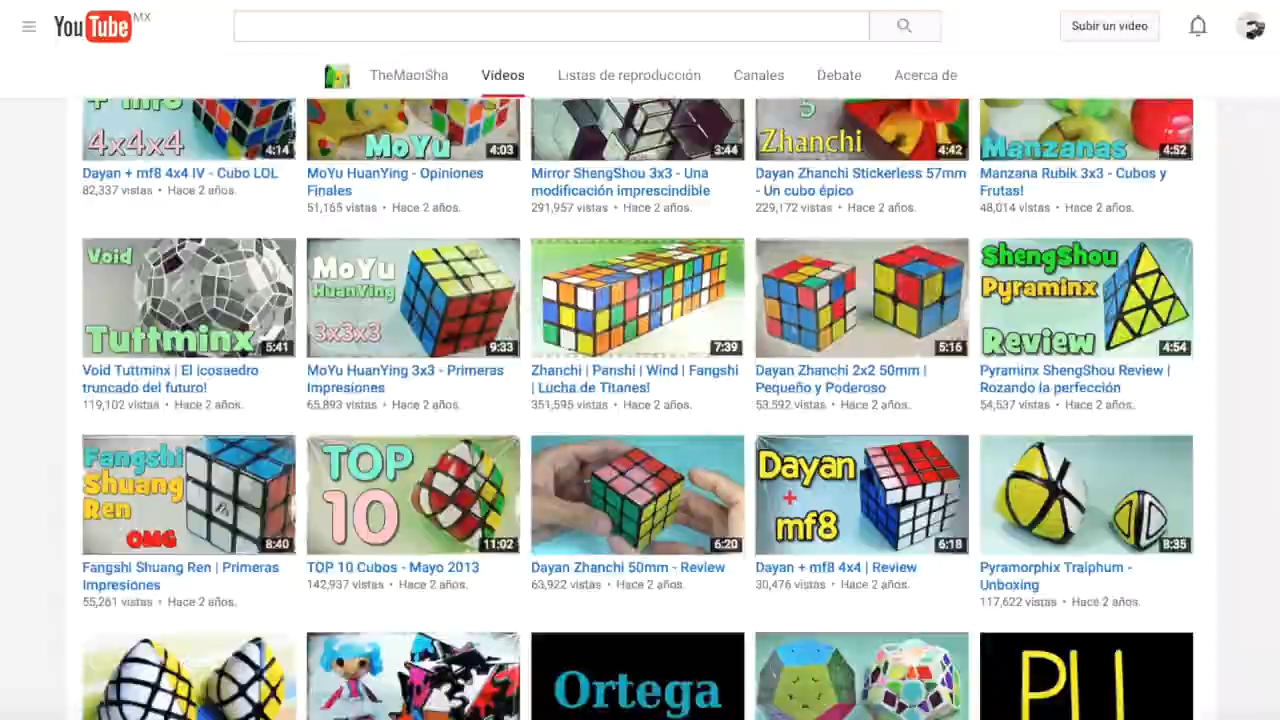 YouTube MX
Subir un video
TheMaoiSha Videos Listas de reproducción Canales Debate Acerca de
4x4x4
4:14
MoYu
4:03
3:44
Zhanchi
4:42
Manzanas
4:52
Dayan + mf8 4x4 IV - Cubo LOL
82,337 vistas • Hace 2 años.
MoYu HuanYing - Opiniones
Finales
51,165 vistas • Hace 2 años.
Mirror ShengShou 3x3 - Una
modificación imprescindible
291,957 vistas • Hace 2 años.
Dayan Zhanchi Stickerless 57mm
- Un cubo épico
229,172 vistas • Hace 2 años.
Manzana Rubik 3x3 - Cubos y
Frutas!
48,014 vistas • Hace 2 años.
Void
Tuttminx
5:41
MoYu
HuanYing
3x3x3
9:33
7:39
5:16
ShengShou
Pyraminx
Review
4:54
Void Tuttminx | El icosaedro
truncado del futuro!
119,102 vistas • Hace 2 años.
MoYu HuanYing 3x3 - Primeras
Impresiones
65,893 vistas • Hace 2 años.
Zhanchi | Panshi | Wind | Fangshi
| Lucha de Titanes!
351,595 vistas • Hace 2 años.
Dayan Zhanchi 2x2 50mm |
Pequeño y Poderoso
53,592 vistas • Hace 2 años.
Pyraminx ShengShou Review |
Rozando la perfección
54,537 vistas • Hace 2 años.
Fangshi
Shuang
Ren
OMG
8:40
TOP
10
11:02
6:20
Dayan
+
mf8
6:18
8:35
Fangshi Shuang Ren | Primeras
Impresiones
55,261 vistas • Hace 2 años.
TOP 10 Cubos - Mayo 2013
142,937 vistas • Hace 2 años.
Dayan Zhanchi 50mm - Review
63,922 vistas • Hace 2 años.
Dayan + mf8 4x4 | Review
30,476 vistas • Hace 2 años.
Pyramorphix Traiphum -
Unboxing
117,622 vistas • Hace 2 años.
Ortega